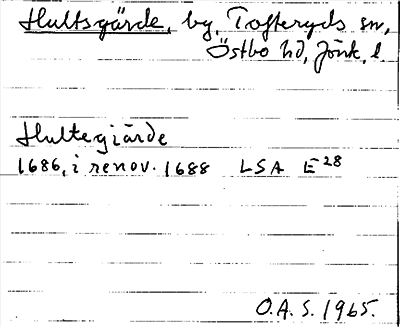 Hultsgärde, by, Tofteryds sn,
Östbo hd, Jönk. l
Hultegiärde
1686, i renov. 1688 LSA E28
O.A.S. 1965.